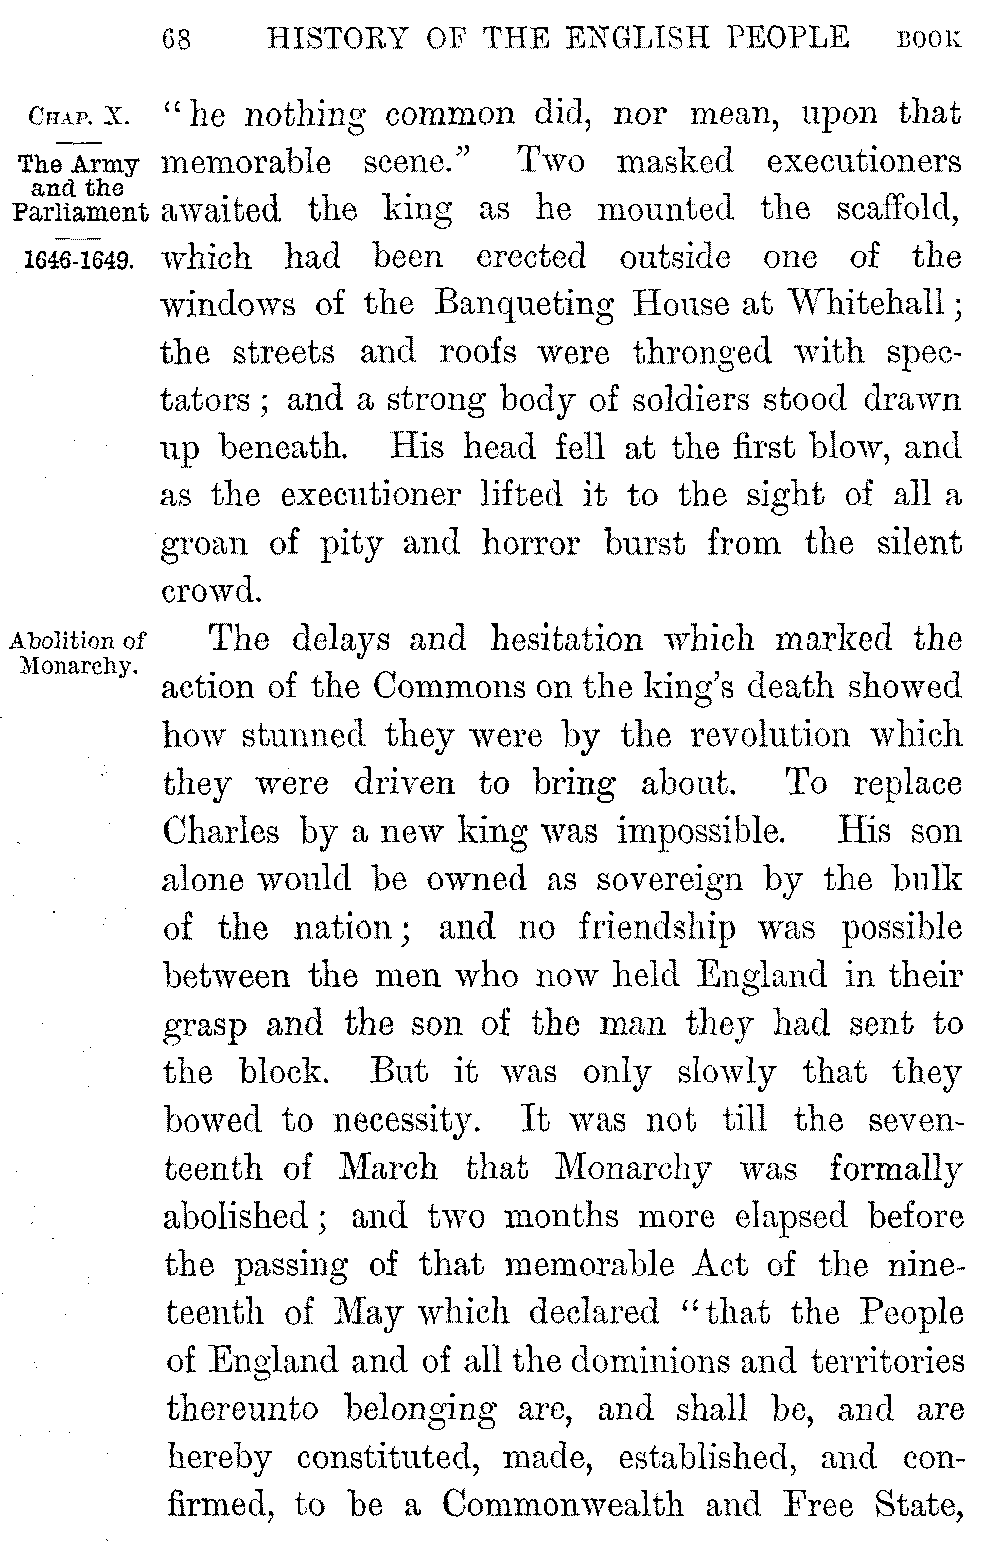 68 HISTORY OF THE ENGLISH PEOPLE BOOK
CHAP. X.
The Army
and the
Parliament
1646-1649.
"he nothing common did, nor mean, upon that
memorable scene." Two masked executioners
awaited the king as he mounted the scaffold,
which had been erected outside one of the
windows of the Banqueting House at Whitehall;
the streets and roofs were thronged with spec-
tators; and a strong body of soldiers stood drawn
up beneath. His head fell at the first blow, and
as the executioner lifted it to the sight of all a
groan of pity and horror burst from the silent
crowd.
Abolition of
Monarchy.
The delays and hesitation which marked the
action of the Commons on the king's death showed
how stunned they were by the revolution which
they were driven to bring about. To replace
Charles by a new king was impossible. His son
alone would be owned as sovereign by the bulk
of the nation; and no friendship was possible
between the men who now held England in their
grasp and the son of the man they had sent to
the block. But it was only slowly that they
bowed to necessity. It was not till the seven-
teenth of March that Monarchy was formally
abolished; and two months more elapsed before
the passing of that memorable Act of the nine-
teenth of May which declared "that the People
of England and of all the dominions and territories
thereunto belonging are, and shall be, and are
hereby constituted, made, established, and con-
firmed, to be a Commonwealth and Free State,